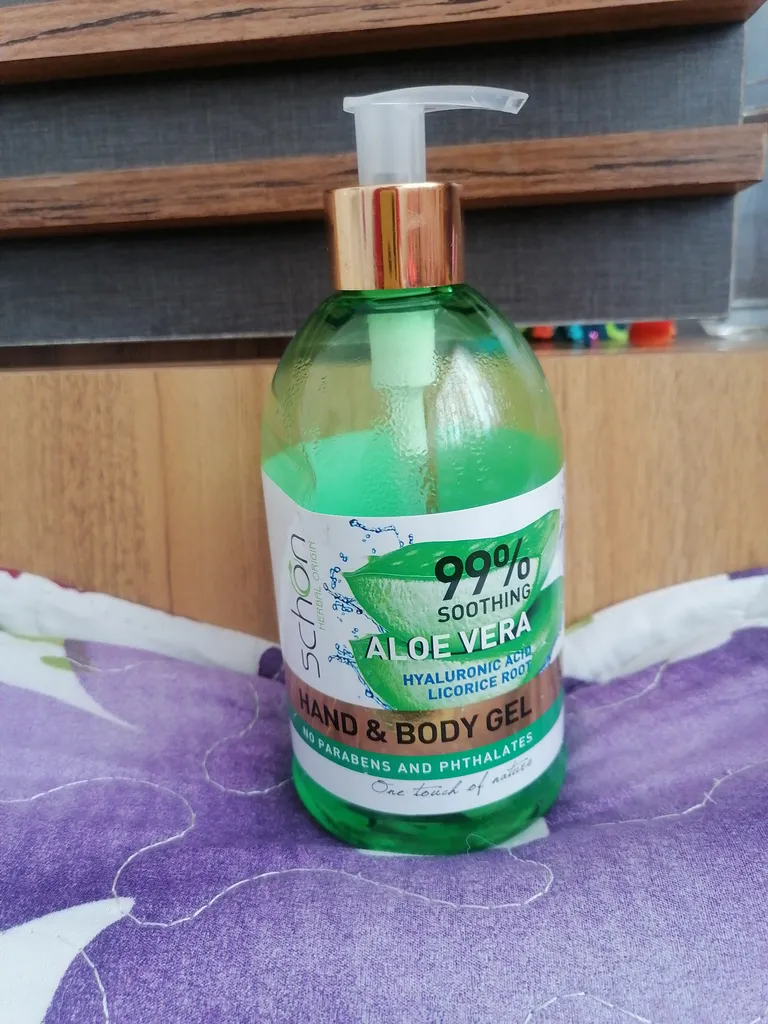 schön
HERBAL ORIGIN
99%
SOOTHING
ALOE VERA
HYALURONIC ACID
LICORICE ROOT
HAND & BODY GEL
NO PARABENS AND PHTHALATES
One touch of nature